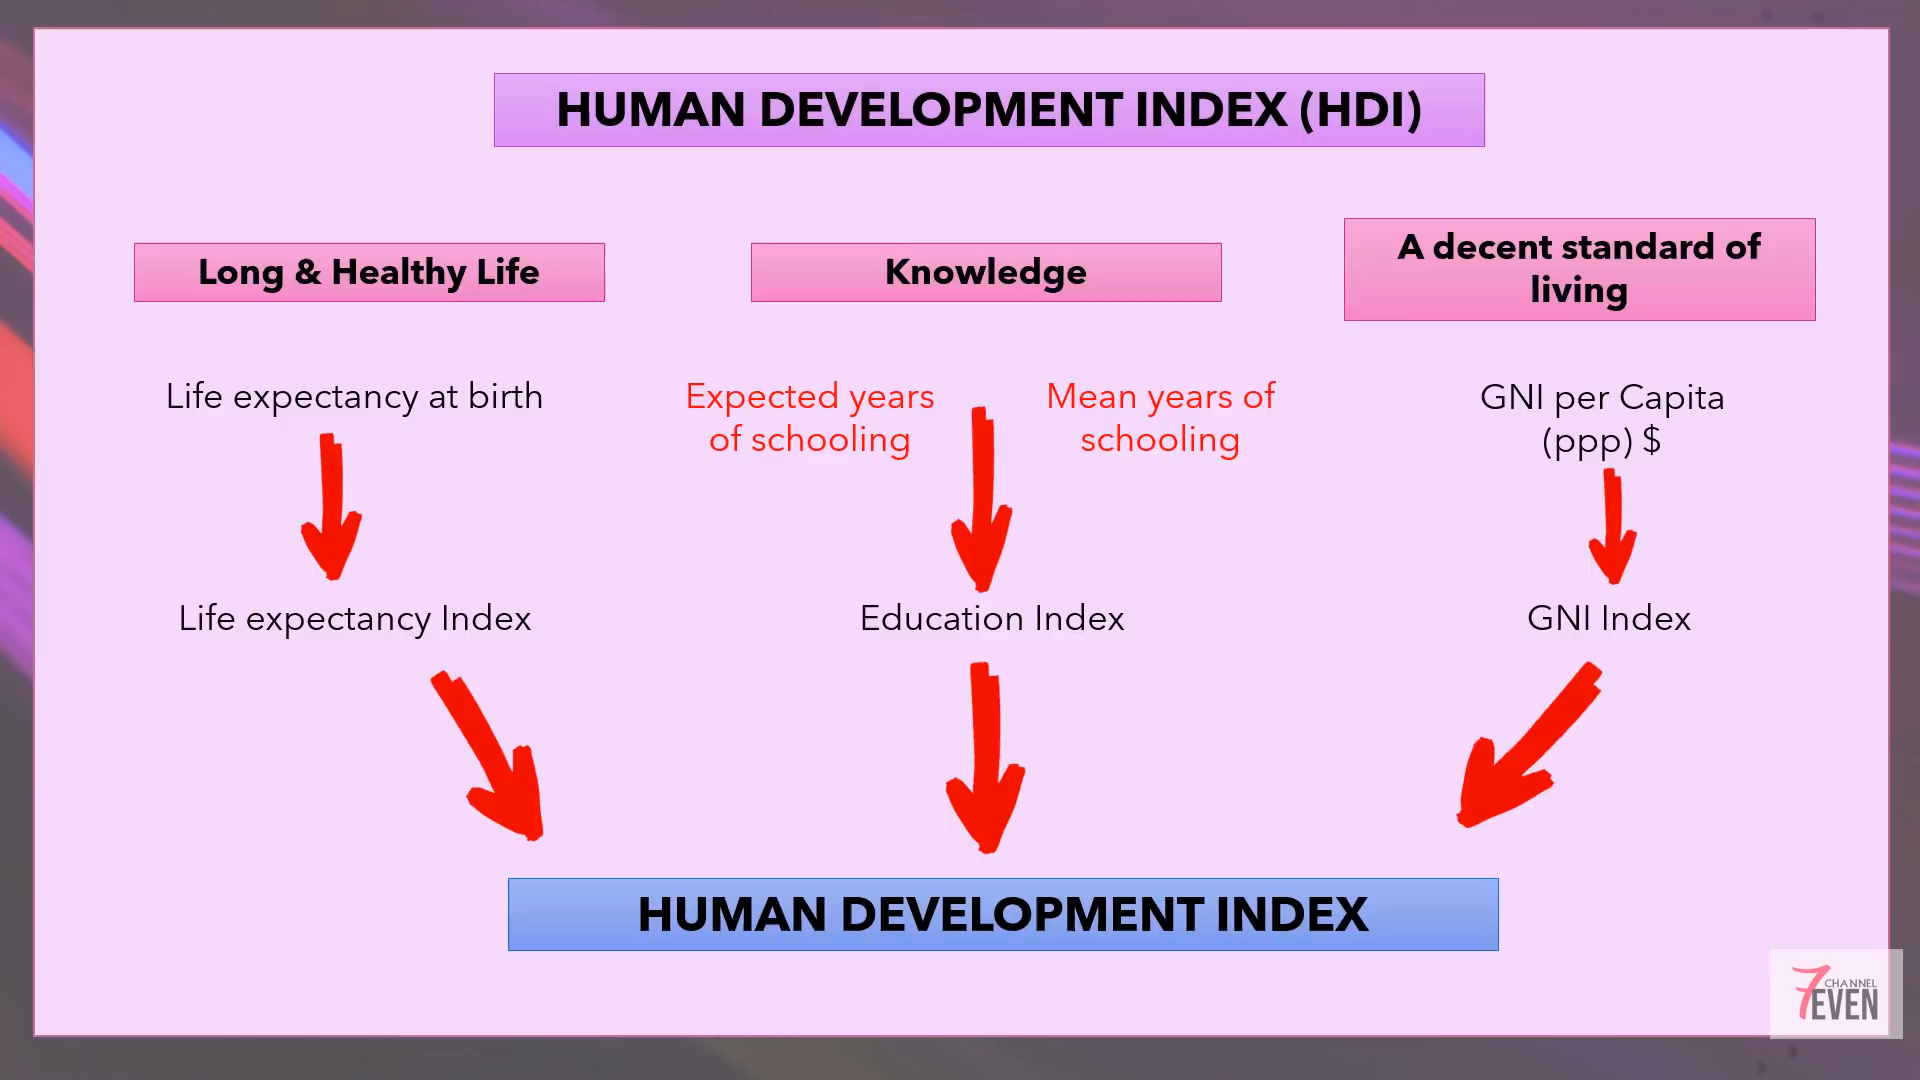 HUMAN DEVELOPMENT INDEX (HDI)
Long & Healthy Life
Knowledge
A decent standard of
living
Life expectancy at birth
Expected years
of schooling
Mean years of
schooling
GNI per Capita
(ppp) $
Life expectancy Index
Education Index
GNI Index
HUMAN DEVELOPMENT INDEX
7
CHANNEL
EVEN